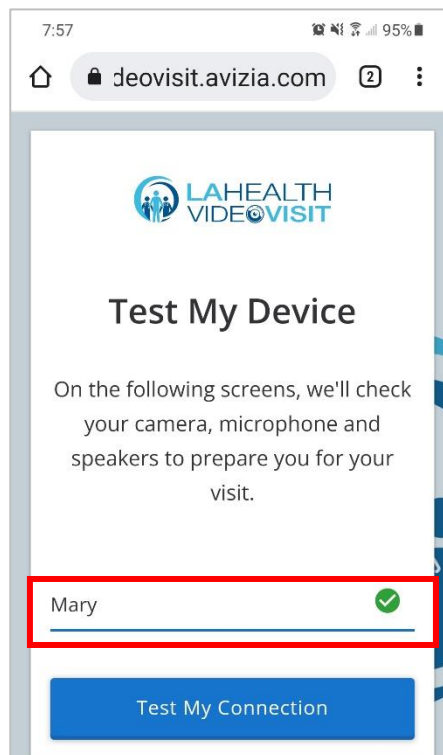 7:57 95%
deovisit.avizia.com 2
LAHEALTH
VIDEOVISIT
Test My Device
On the following screens, we'll check
your camera, microphone and
speakers to prepare you for your
visit.
Mary
Test My Connection